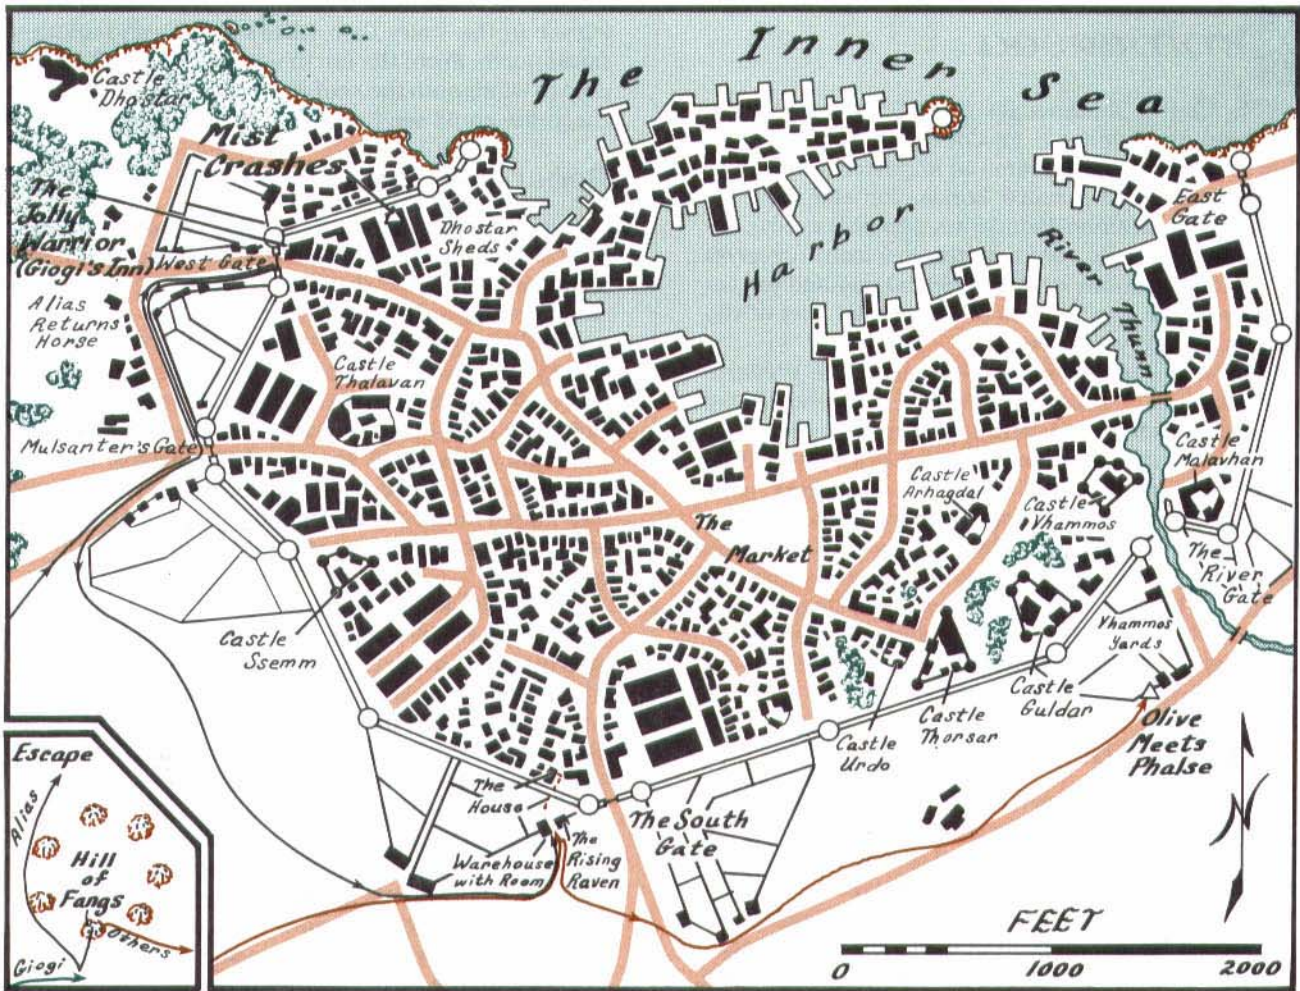 The Inner Sea
Castle
Dhostar
Mist
Crashes
The
Jolly
Warrior
(Giogi's Inn)
West Gate
Dhostar
Sheds
Harbor
River Thunn
East
Gate
Alias
Returns
Horse
Castle
Thalavan
Mulsanter's Gate
Castle
Malavhan
Castle
Arhagdal
Castle
Vhammos
The
Market
The
River
Gate
Castle
Ssemm
Vhammos
Yards
Castle
Guldar
Castle
Thorsar
Castle
Urdo
Olive
Meets
Phalse
The
House
The South
Gate
Warehouse
with Room
The
Rising
Raven
Escape
Alias
Hill
of
Fangs
Others
Giogi
N
FEET
0 1000 2000